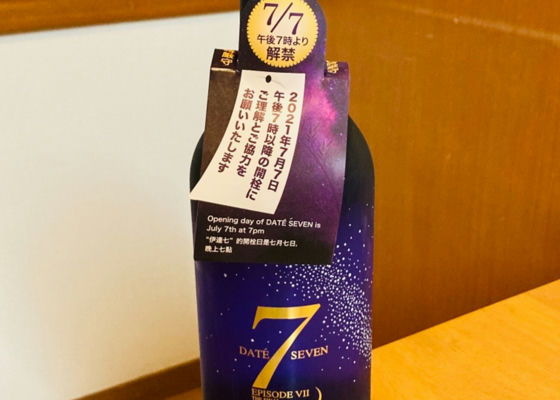 7/7
午後7時より
解禁
厳守
2021年7月7日
午後7時以降の開栓に
ご理解とご協力を
お願いいたします
Opening day of DATÉ SEVEN is
July 7th at 7pm
"伊達七"的開栓日是七月七日,
晚上七點
7
DATÉ SEVEN
EPISODE VII